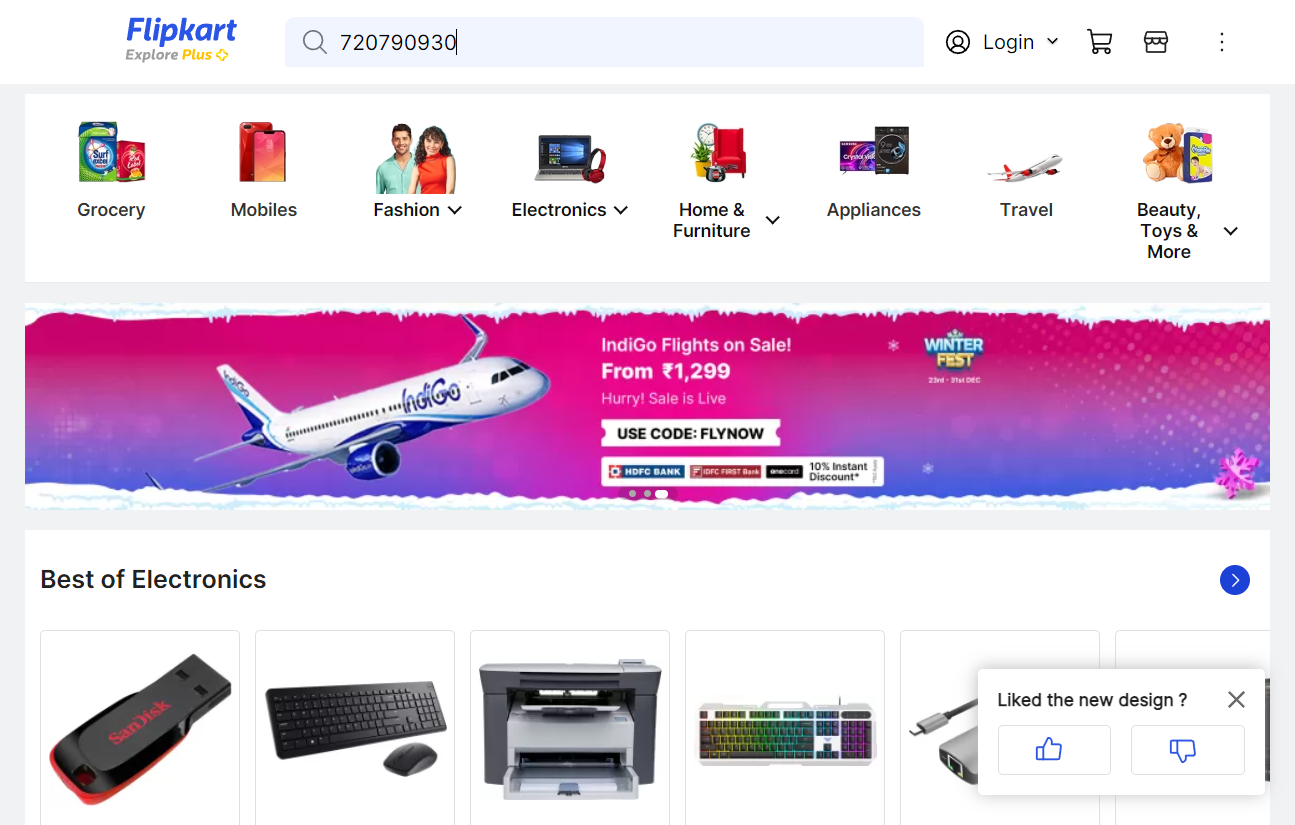 Flipkart
Explore Plus
720790930
Login
Grocery
Mobiles
Fashion
Electronics
Home &
Furniture
Appliances
Travel
Beauty,
Toys &
More
IndiGo
IndiGo Flights on Sale!
From ₹1,299
Hurry! Sale is Live
USE CODE: FLYNOW
HDFC BANK
IDFC FIRST Bank
onecard
10% Instant
Discount*
WINTER
FEST
23rd - 31st DEC
Best of Electronics
SanDisk
Liked the new design ?